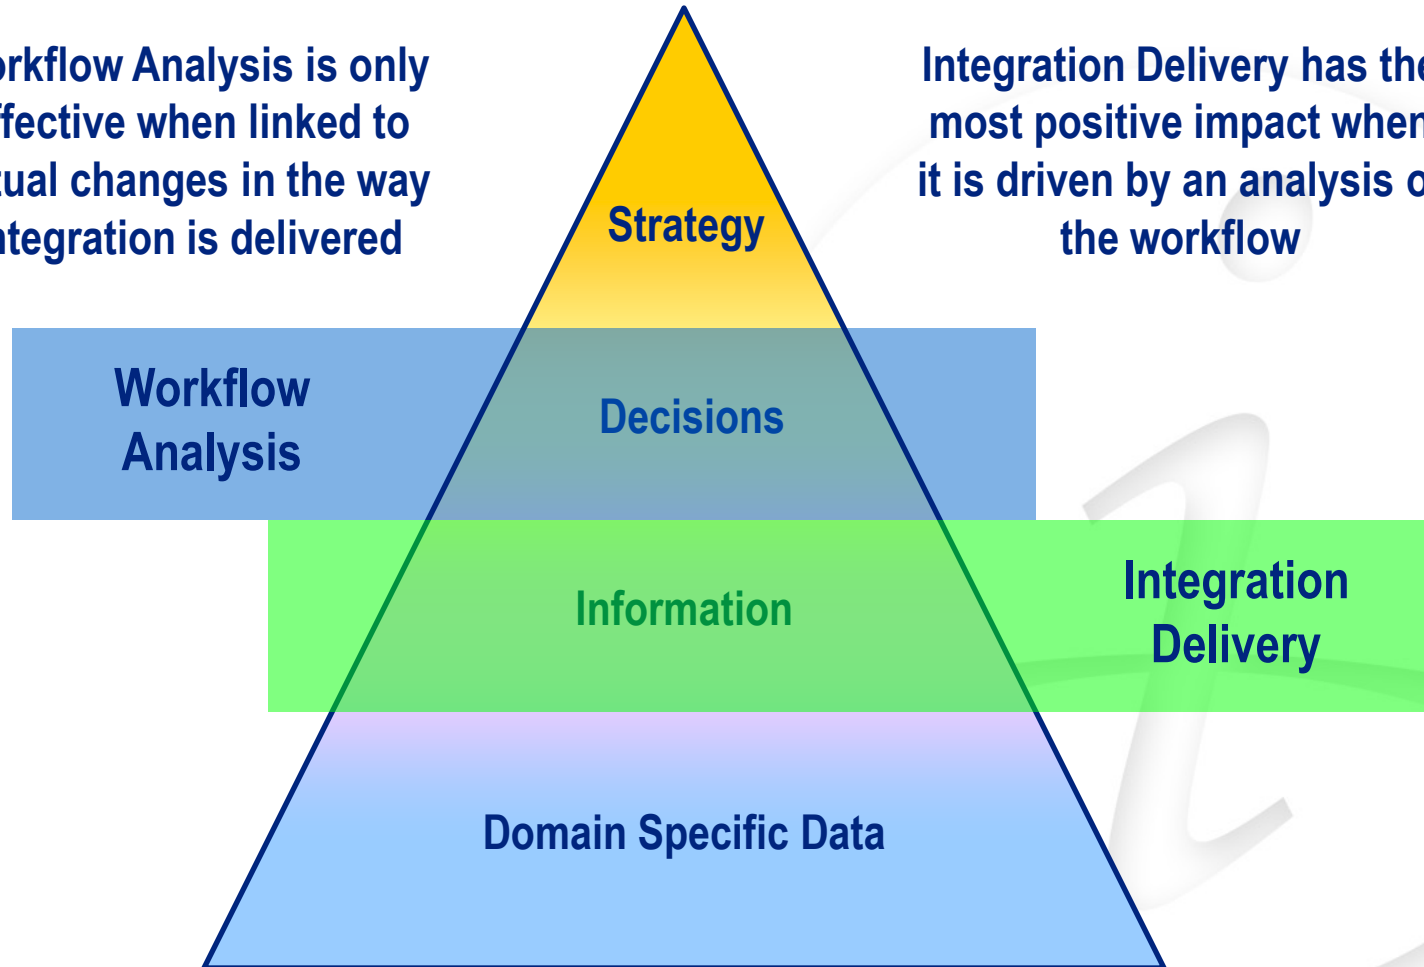 orkflow Analysis is only
ffective when linked to
tual changes in the way
ntegration is delivered
Integration Delivery has the
most positive impact when
it is driven by an analysis o
the workflow
Strategy
Workflow
Analysis
Decisions
Information
Integration
Delivery
Domain Specific Data